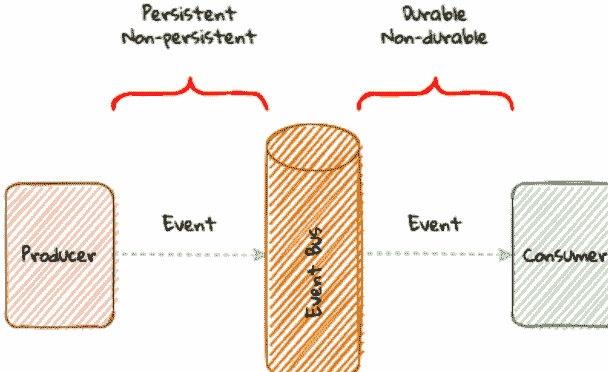 Persistent
Non-persistent
Durable
Non-durable
Event
Event
Producer
Event Bus
Consumer